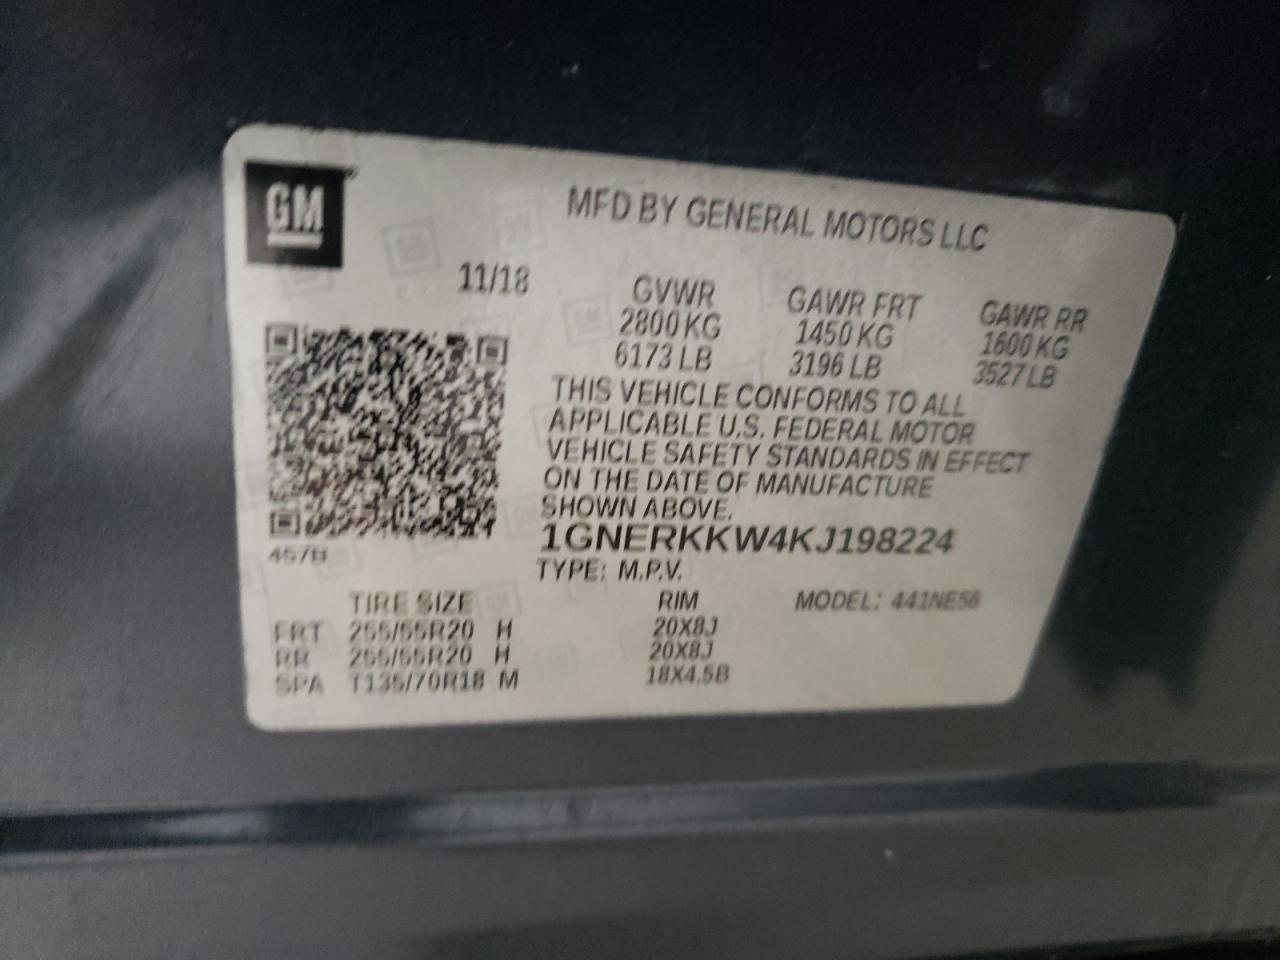 GM
MFD BY GENERAL MOTORS LLC
11/18
GVWR GAWR FRT GAWR RR
2800 KG 1450 KG 1600 KG
6173 LB 3196 LB 3527 LB
THIS VEHICLE CONFORMS TO ALL
APPLICABLE U.S. FEDERAL MOTOR
VEHICLE SAFETY STANDARDS IN EFFECT
ON THE DATE OF MANUFACTURE
SHOWN ABOVE.
1GNERKKW4KJ198224
457B
TYPE: M.P.V.
TIRE SIZE RIM MODEL: 441NE56
FRT 255/55R20 H 20X8J
RR 255/55R20 H 20X8J
SPA T135/70R18 M 18X4.5B